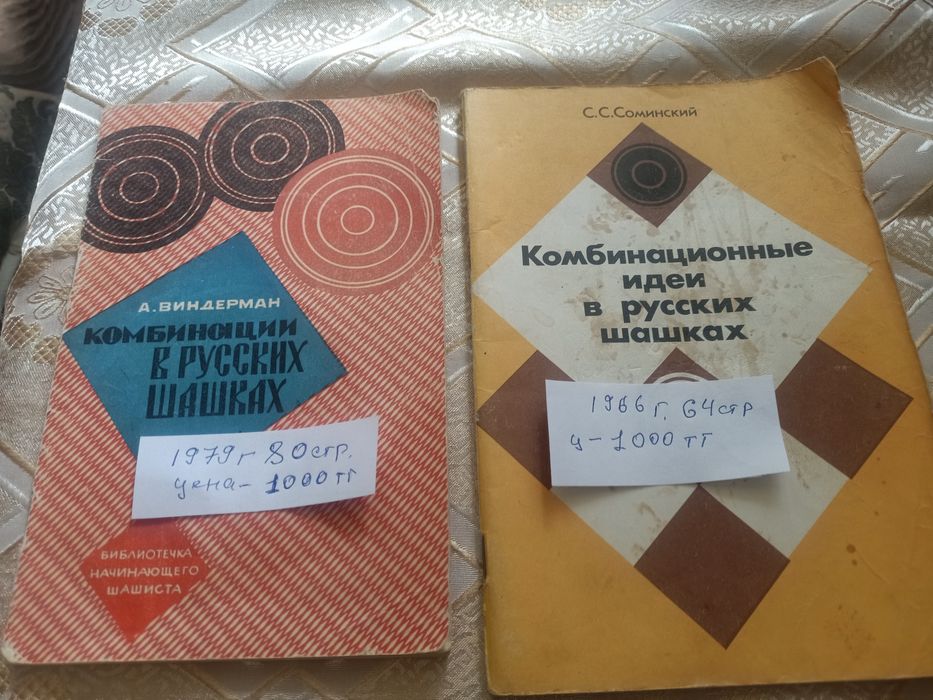 А. ВИНДЕРМАН
КОМБИНАЦИИ
В РУССКИХ
ШАШКАХ
1979 г 80 стр.
цена - 1000 тг
БИБЛИОТЕЧКА
НАЧИНАЮЩЕГО
ШАШИСТА
С.С.Соминский
Комбинационные
идеи
в русских
шашках
1966 г. 64 стр
ц - 1000 тг